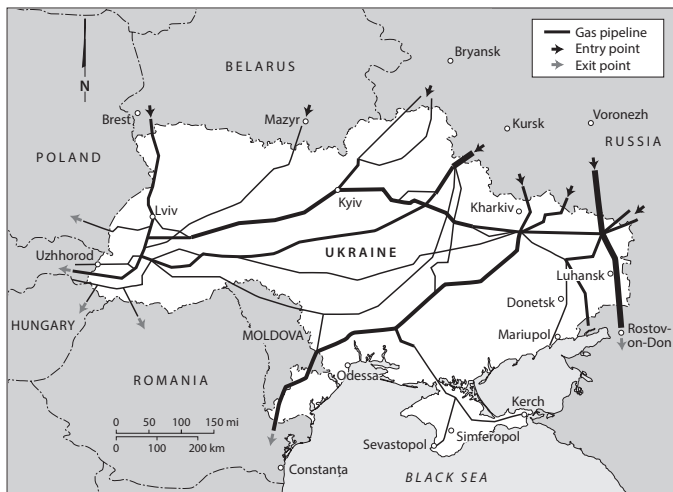 Gas pipeline
Entry point
Exit point
N
BELARUS
Bryansk
Brest
Mazyr
Kursk
Voronezh
RUSSIA
POLAND
Lviv
Kyiv
Kharkiv
Uzhhorod
UKRAINE
Luhansk
Donetsk
HUNGARY
MOLDOVA
Mariupol
Rostov-
on-Don
Odessa
ROMANIA
Kerch
0 50 100 150 mi
0 100 200 km
Sevastopol
Simferopol
Constanța
BLACK SEA